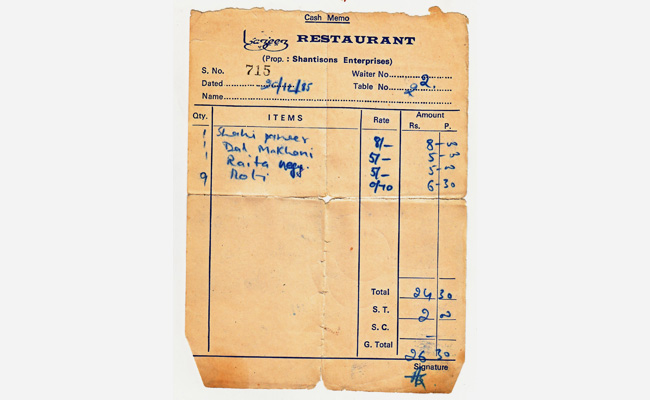 Cash Memo
Lazeez RESTAURANT
(Prop. : Shantisons Enterprises)
S. No. 715 Waiter No. 2.
Dated 20/12/85 Table No. 2
Name
Qty. ITEMS Rate Amount
Rs. P.
1 Shahi paneer 8/- 8-00
1 Dal Makhani 5/- 5-00
1 Raita 5/- 5-00
9 Roti 0/70 6-30
Total 24 30
S. T. 2 00
S. C. -
G. Total 26 30
Signature